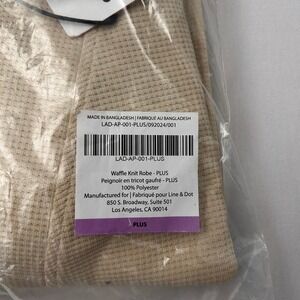 MADE IN BANGLADESH | FABRIQUÉ AU BANGLADESH
LAD-AP-001-PLUS/092024/001
LAD-AP-001-PLUS
Waffle Knit Robe - PLUS
Peignoir en tricot gaufré - PLUS
100% Polyester
Manufactured for | Fabriqué pour Line & Dot
850 S. Broadway, Suite 501
Los Angeles, CA 90014
PLUS